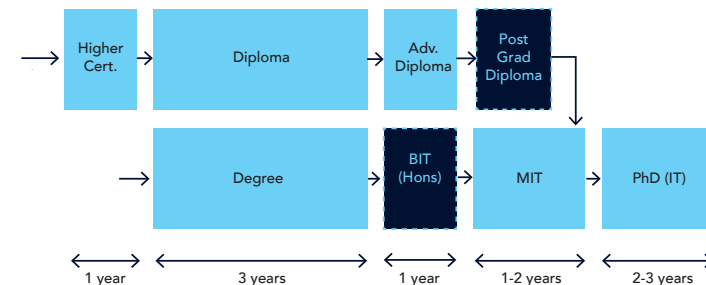 Higher
Cert.
Diploma
Adv.
Diploma
Post
Grad
Diploma
Degree
BIT
(Hons)
MIT
PhD (IT)
1 year
3 years
1 year
1-2 years
2-3 years